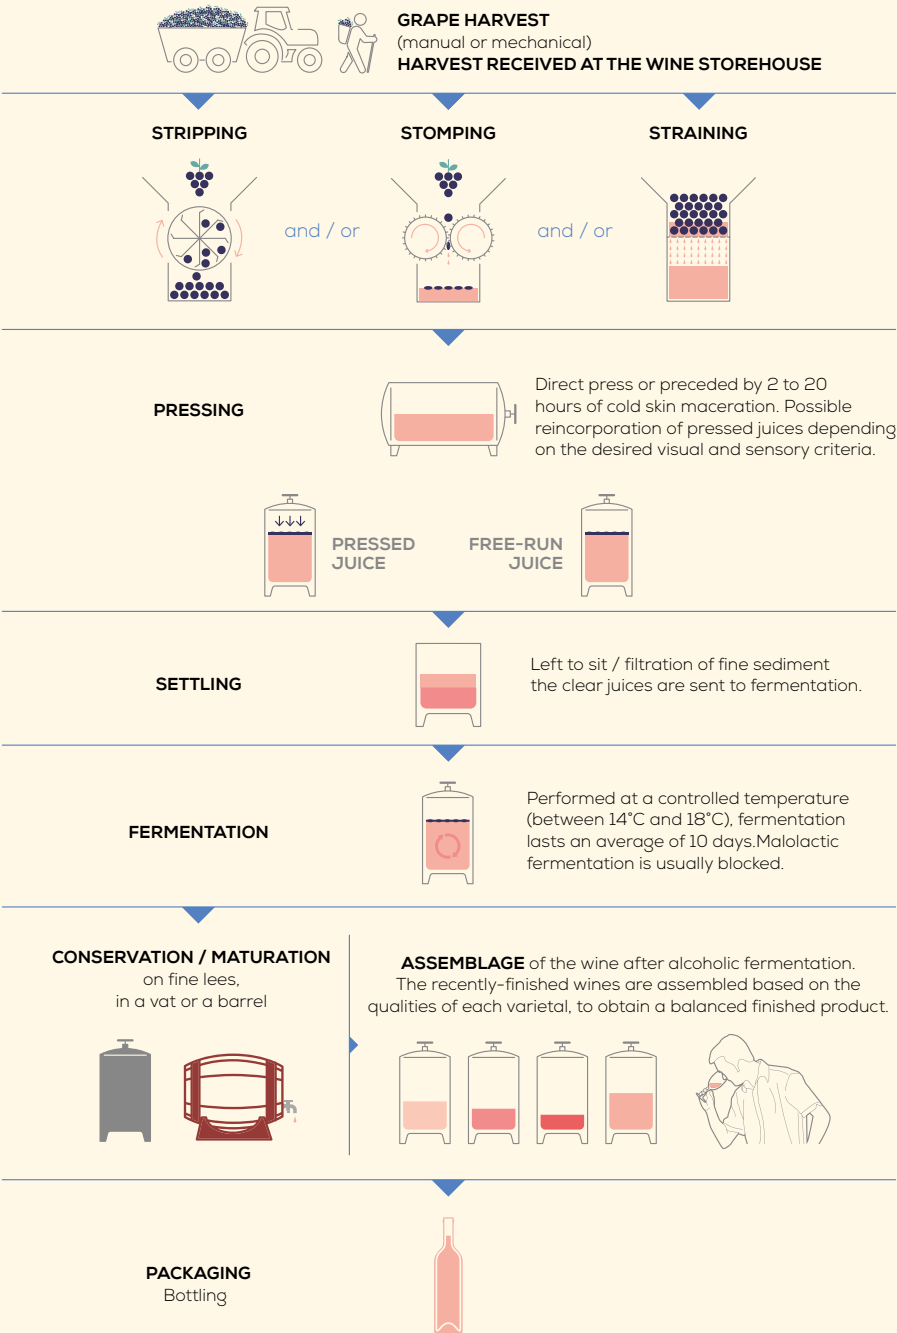 GRAPE HARVEST
(manual or mechanical)
HARVEST RECEIVED AT THE WINE STOREHOUSE
STRIPPING
STOMPING
STRAINING
and / or
and / or
PRESSING
Direct press or preceded by 2 to 20
hours of cold skin maceration. Possible
reincorporation of pressed juices depending
on the desired visual and sensory criteria.
PRESSED
JUICE
FREE-RUN
JUICE
SETTLING
Left to sit / filtration of fine sediment
the clear juices are sent to fermentation.
FERMENTATION
Performed at a controlled temperature
(between 14°C and 18°C), fermentation
lasts an average of 10 days.Malolactic
fermentation is usually blocked.
CONSERVATION / MATURATION
on fine lees,
in a vat or a barrel
ASSEMBLAGE of the wine after alcoholic fermentation.
The recently-finished wines are assembled based on the
qualities of each varietal, to obtain a balanced finished product.
PACKAGING
Bottling